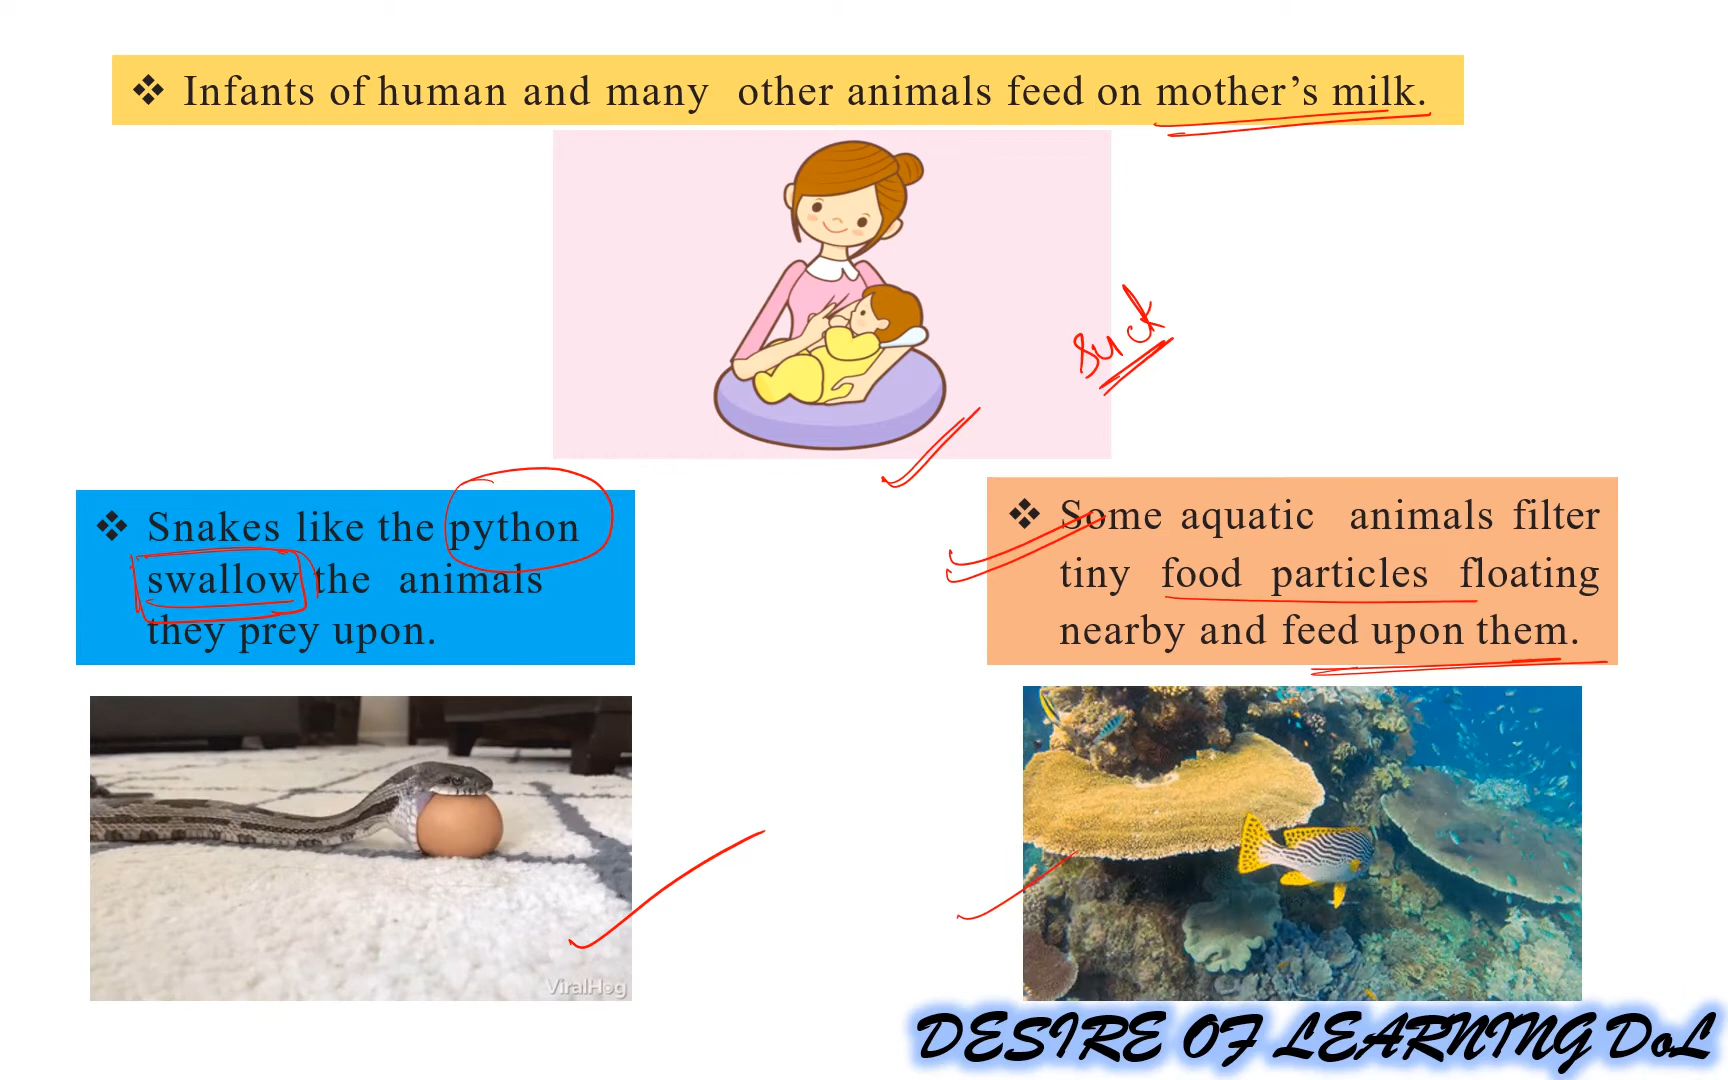 ❖ Infants of human and many other animals feed on mother’s milk.
suck
❖ Snakes like the python
swallow the animals
they prey upon.
❖ Some aquatic animals filter
tiny food particles floating
nearby and feed upon them.
ViralHog
DESIRE OF LEARNING DoL